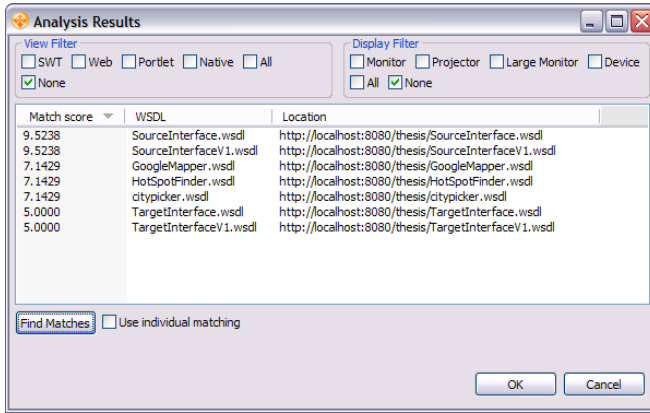 Analysis Results
View Filter
SWT Web Portlet Native All
None
Display Filter
Monitor Projector Large Monitor Device
All None
Match score WSDL Location
9.5238 SourceInterface.wsdl http://localhost:8080/thesis/SourceInterface.wsdl
9.5238 SourceInterfaceV1.wsdl http://localhost:8080/thesis/SourceInterfaceV1.wsdl
7.1429 GoogleMapper.wsdl http://localhost:8080/thesis/GoogleMapper.wsdl
7.1429 HotSpotFinder.wsdl http://localhost:8080/thesis/HotSpotFinder.wsdl
7.1429 citypicker.wsdl http://localhost:8080/thesis/citypicker.wsdl
5.0000 TargetInterface.wsdl http://localhost:8080/thesis/TargetInterface.wsdl
5.0000 TargetInterfaceV1.wsdl http://localhost:8080/thesis/TargetInterfaceV1.wsdl
Find Matches Use individual matching
OK Cancel